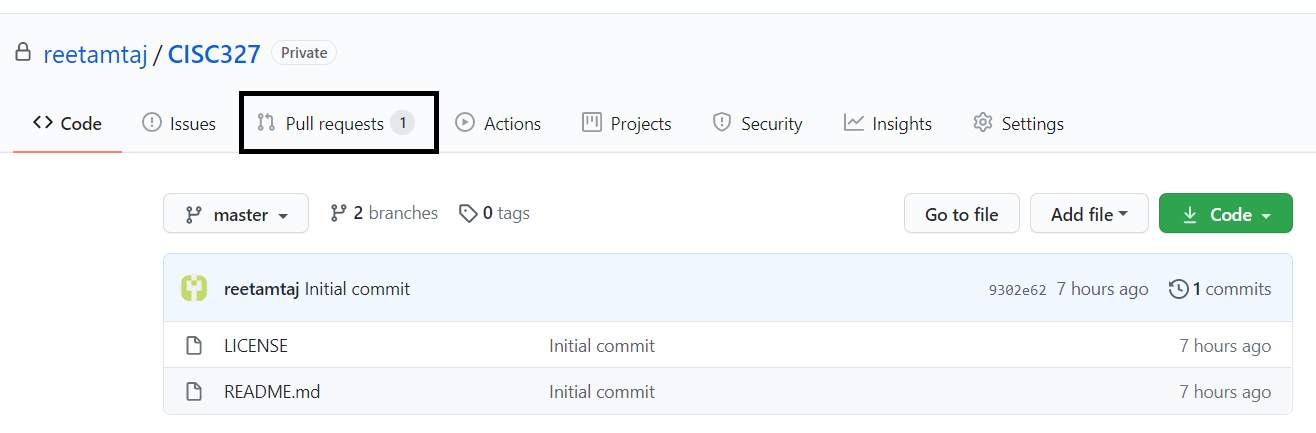 reetamtaj / CISC327 Private
Code Issues Pull requests 1 Actions Projects Security Insights Settings
master 2 branches 0 tags Go to file Add file Code
reetamtaj Initial commit 9302e62 7 hours ago 1 commits
LICENSE Initial commit 7 hours ago
README.md Initial commit 7 hours ago